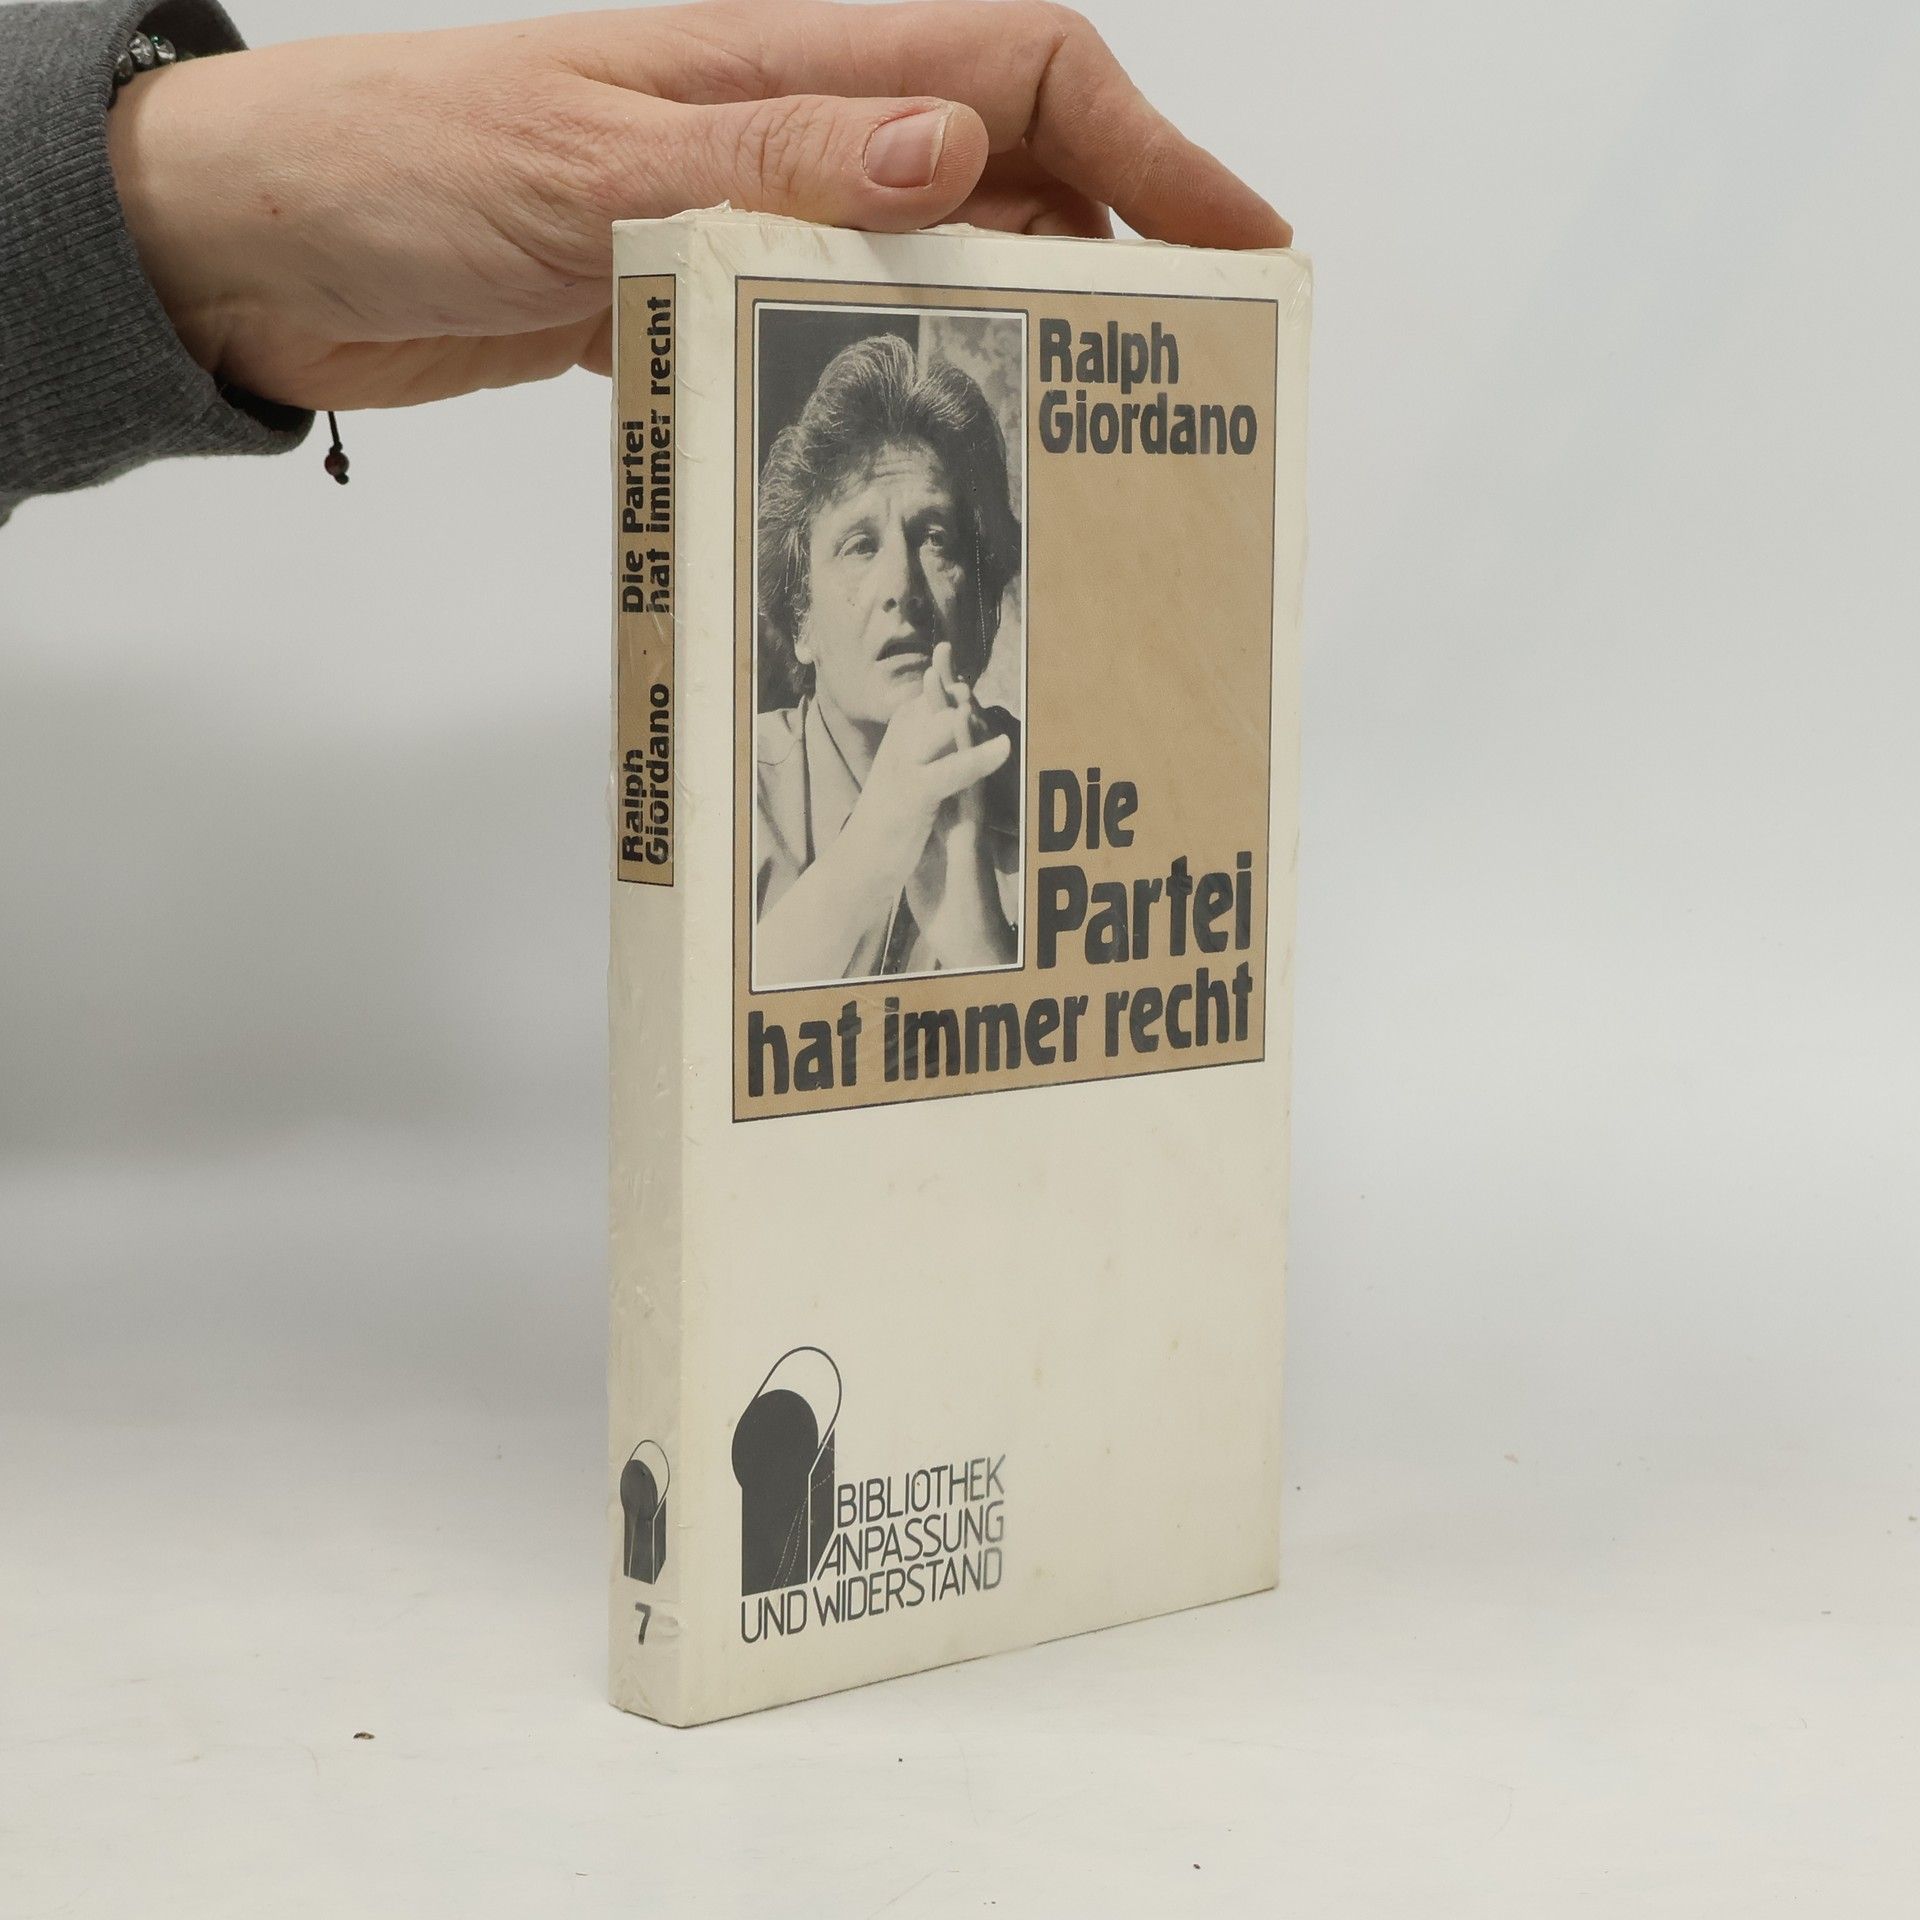 Ralph
Giordano
Die
Partei
hat immer recht
BIBLIOTHEK
ANPASSUNG
UND WIDERSTAND
Ralph
Giordano
Die Partei
hat immer recht
7